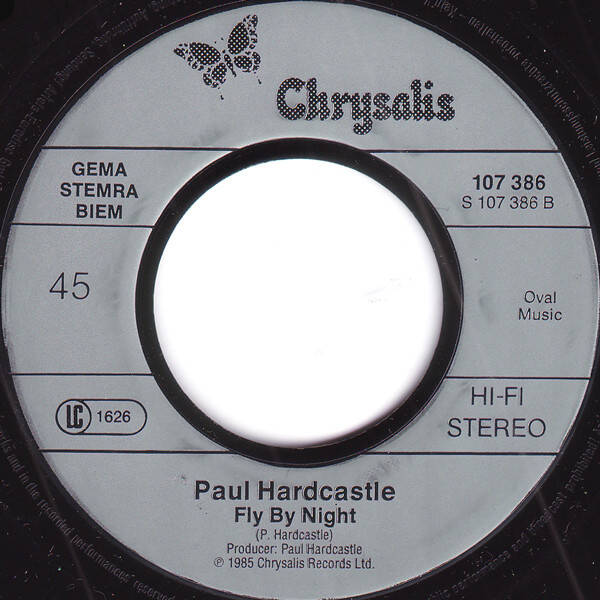 Chrysalis
GEMA
STEMRA
BIEM
107 386
S 107 386 B
45
Oval
Music
LC 1626
HI-FI
STEREO
Paul Hardcastle
Fly By Night
(P. Hardcastle)
Producer: Paul Hardcastle
℗ 1985 Chrysalis Records Ltd.